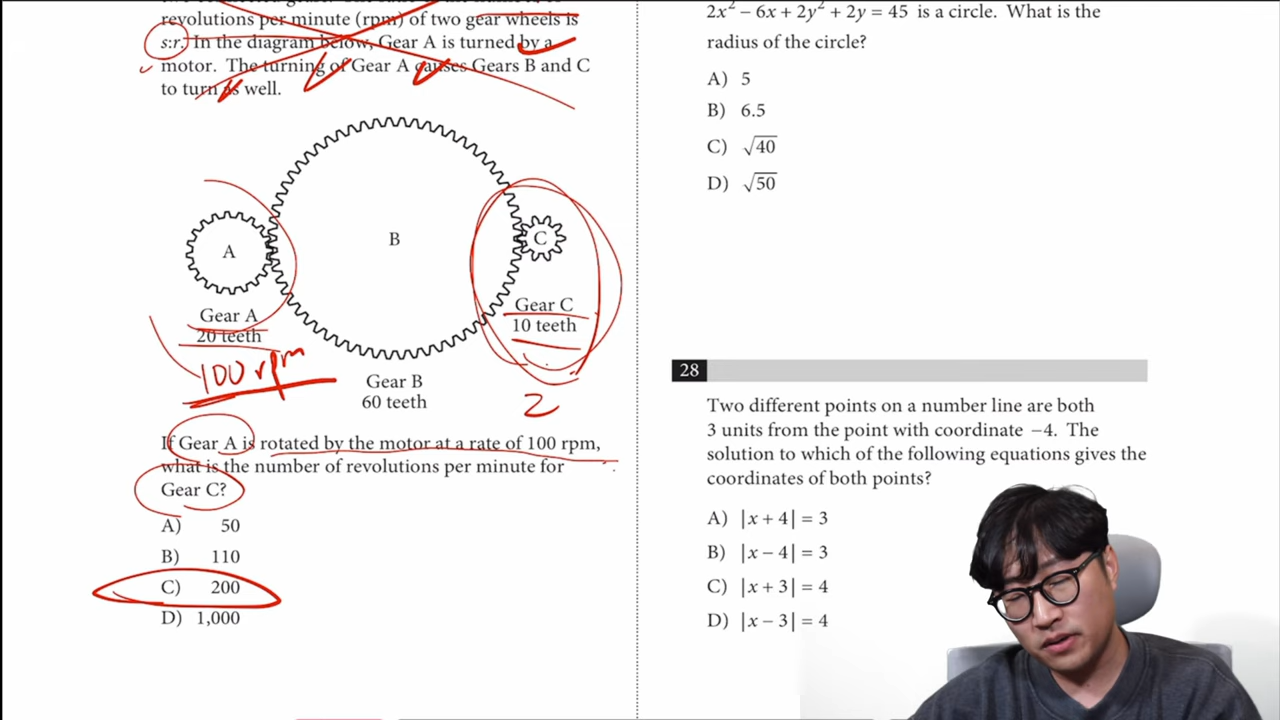 revolutions per minute (rpm) of two gear wheels is
s:r. In the diagram below, Gear A is turned by a
motor. The turning of Gear A causes Gears B and C
to turn as well.
A
B
C
Gear A
20 teeth
100 rpm
Gear B
60 teeth
Gear C
10 teeth
2
If Gear A is rotated by the motor at a rate of 100 rpm,
what is the number of revolutions per minute for
Gear C?
A) 50
B) 110
C) 200
D) 1,000
2x² − 6x + 2y² + 2y = 45 is a circle. What is the
radius of the circle?
A) 5
B) 6.5
C) √40
D) √50
28
Two different points on a number line are both
3 units from the point with coordinate −4. The
solution to which of the following equations gives the
coordinates of both points?
A) |x + 4| = 3
B) |x − 4| = 3
C) |x + 3| = 4
D) |x − 3| = 4